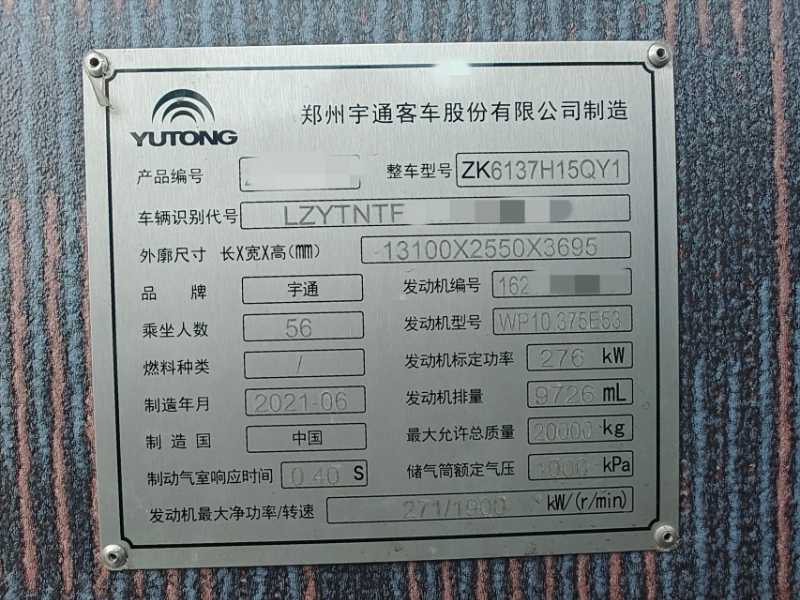 YUTONG
郑州宇通客车股份有限公司制造
产品编号 整车型号 ZK6137H15QY1
车辆识别代号 LZYTNTF
外廓尺寸 长X宽X高(mm) 13100X2550X3695
品 牌 宇通 发动机编号 162
乘坐人数 56 发动机型号 WP10.375E53
燃料种类 / 发动机标定功率 276 kW
制造年月 2021-06 发动机排量 9726 mL
制造国 中国 最大允许总质量 20000 kg
制动气室响应时间 0.40 S 储气筒额定气压 1000 kPa
发动机最大净功率/转速 271/1900 kW/(r/min)